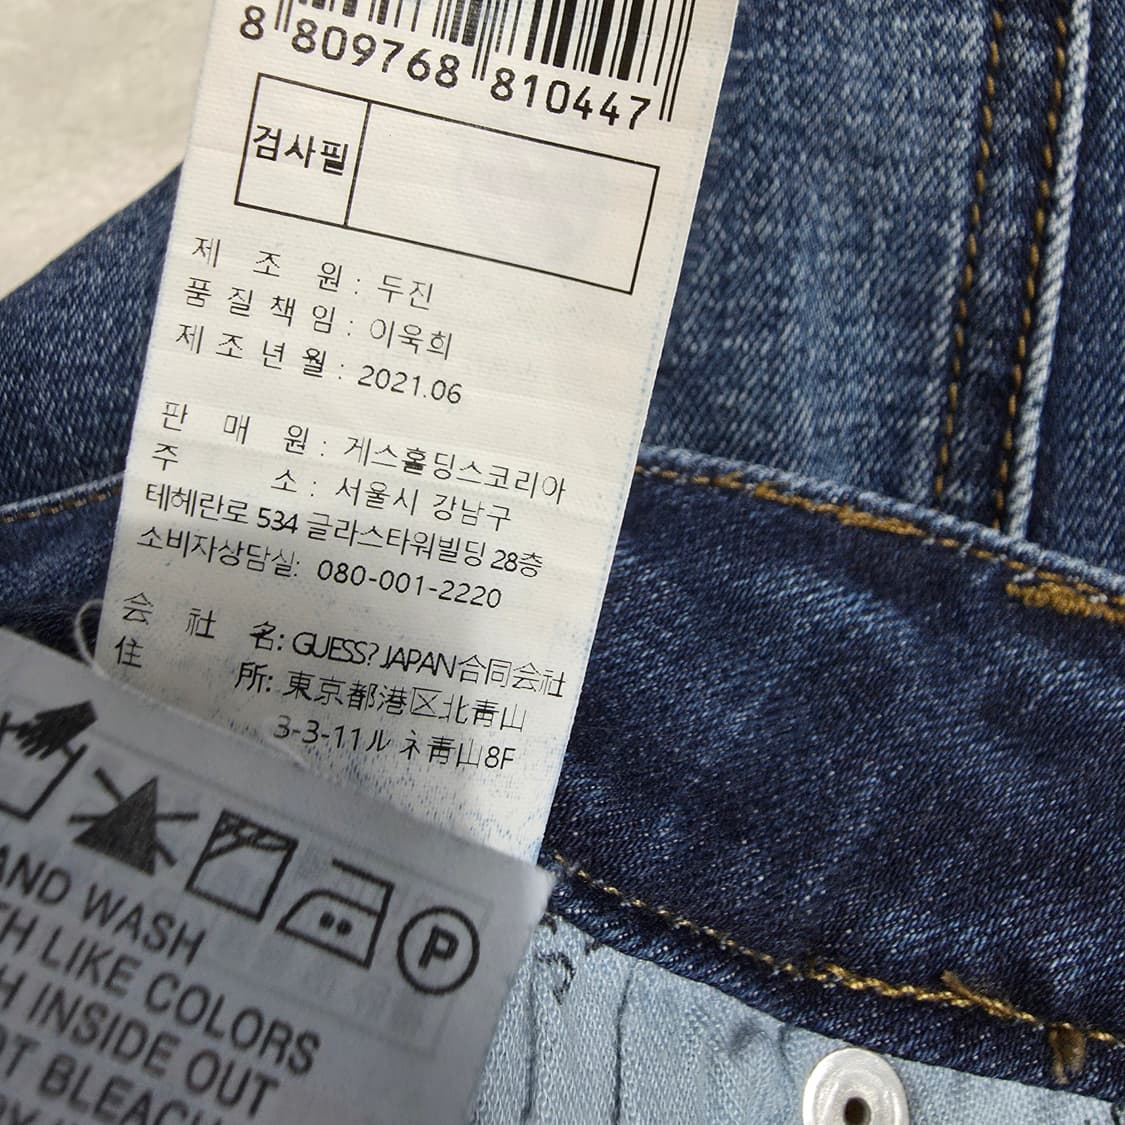 8 809768 810447
검사필
제 조 원 : 두진
품 질 책 임 : 이욱희
제 조 년 월 : 2021.06
판 매 원 : 게스홀딩스코리아
주 소 : 서울시 강남구
테헤란로 534 글라스타워빌딩 28층
소비자상담실: 080-001-2220
会 社 名: GUESS? JAPAN合同会社
住 所: 東京都港区北青山
3-3-11ルネ青山8F
P
AND WASH
LIKE COLORS
INSIDE OUT
BLEACH